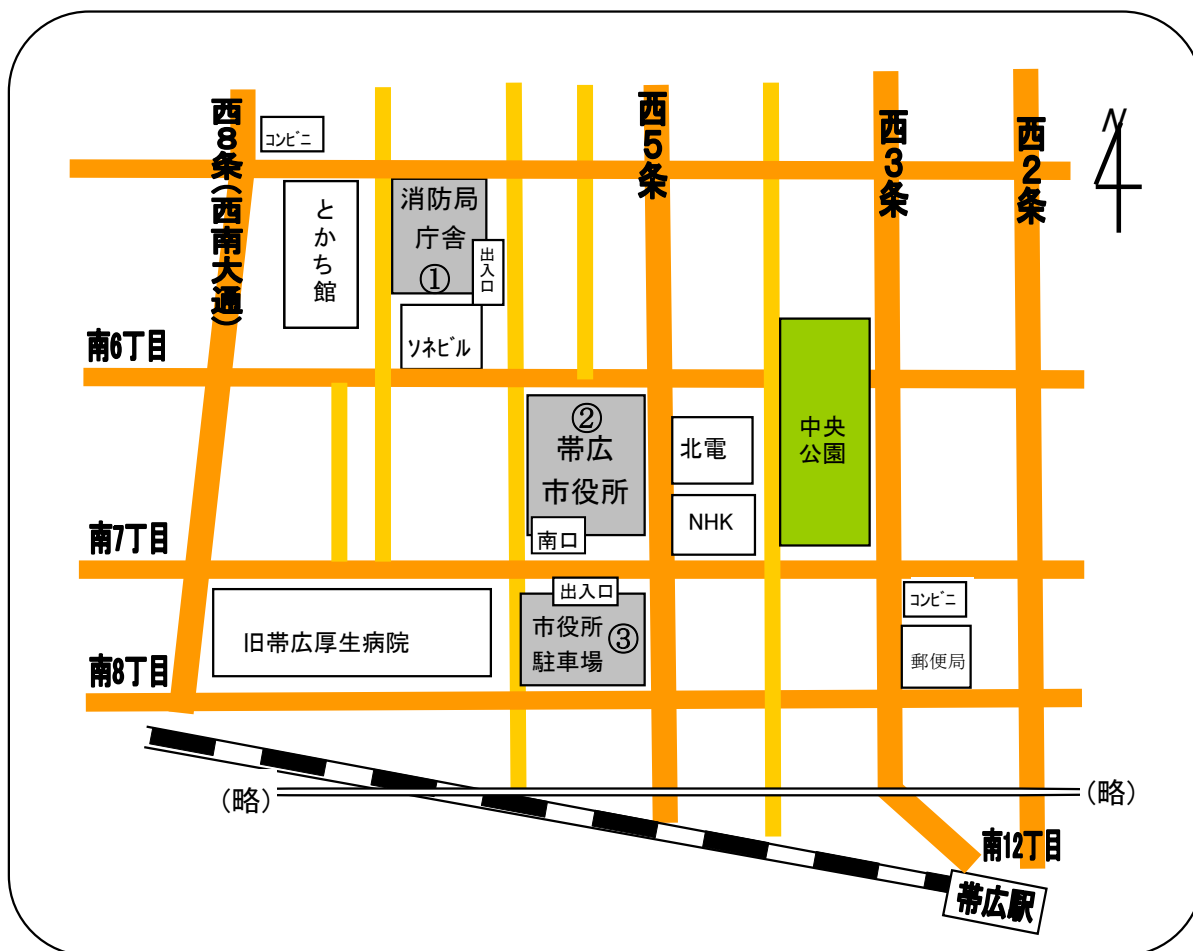 西8条(西南大通)
コンビニ
西5条
西3条
西2条
N
とかち館
消防局
庁舎
①
出入口
ソネビル
南6丁目
②
帯広
市役所
南口
北電
NHK
中央
公園
南7丁目
旧帯広厚生病院
出入口
市役所
駐車場
③
コンビニ
郵便局
南8丁目
(略)
(略)
南12丁目
帯広駅